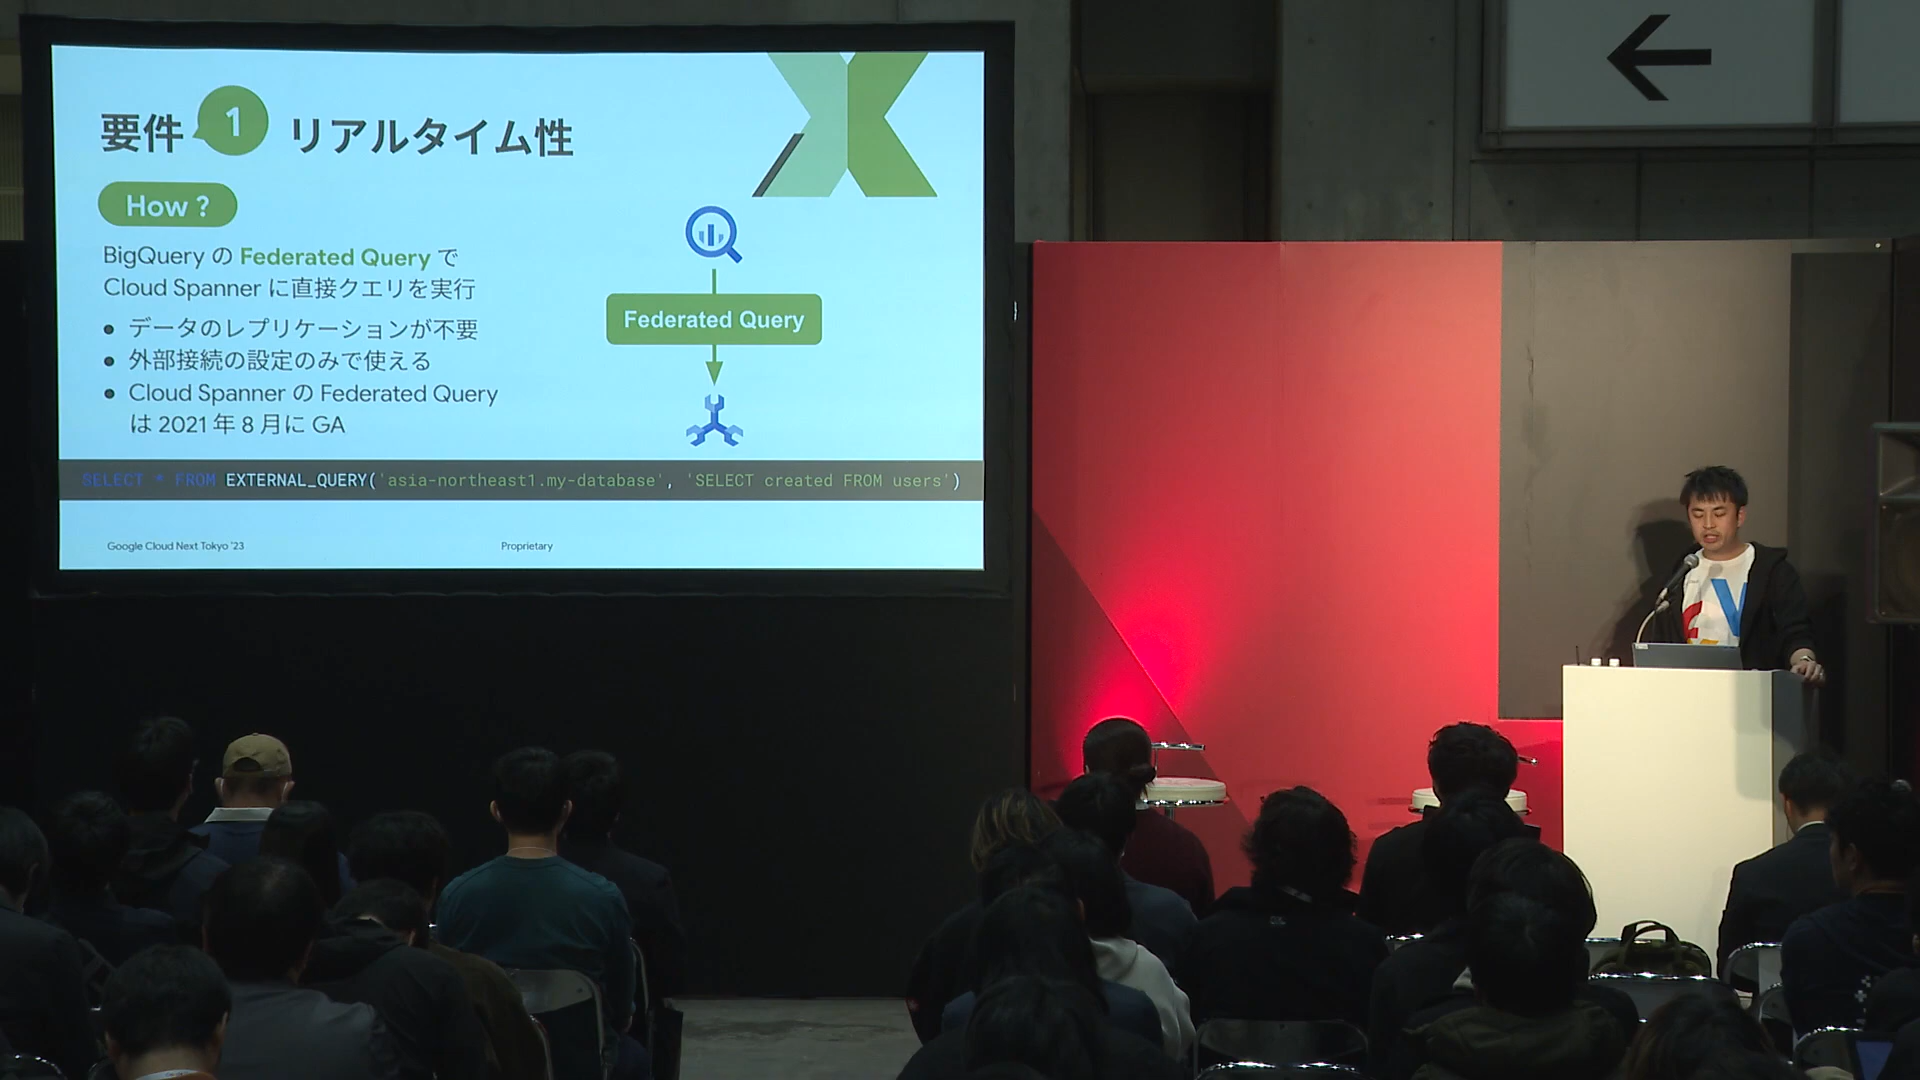 要件 1 リアルタイム性
How ?
BigQuery の Federated Query で
Cloud Spanner に直接クエリを実行
● データのレプリケーションが不要
● 外部接続の設定のみで使える
● Cloud Spanner の Federated Query
は 2021 年 8 月に GA
Federated Query
SELECT * FROM EXTERNAL_QUERY('asia-northeast1.my-database', 'SELECT created FROM users')
Google Cloud Next Tokyo '23
Proprietary